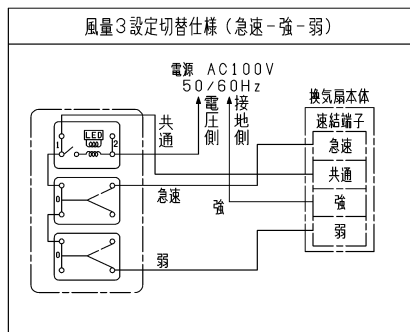 風量3設定切替仕様(急速-強-弱)
電源 AC100V
50/60Hz
電圧側
接地側
共通
LED
1
2
0
0
急速
強
弱
換気扇本体
速結端子
急速
共通
強
弱